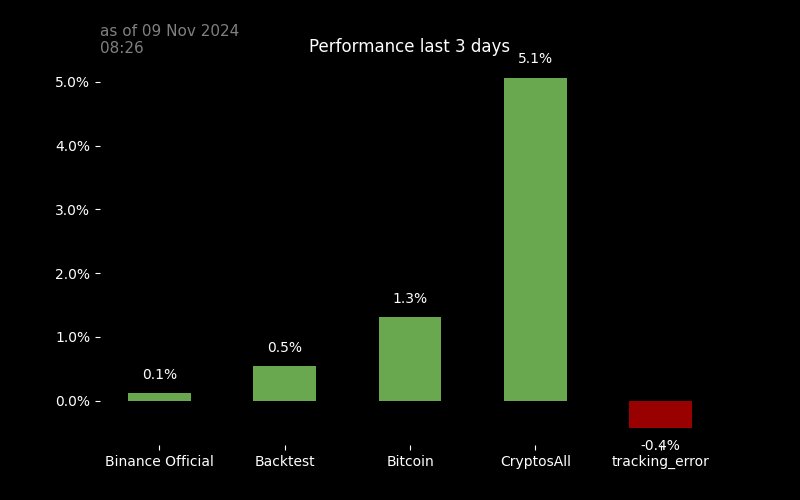 as of 09 Nov 2024
08:26
Performance last 3 days
5.1%
5.0%
4.0%
3.0%
2.0%
1.3%
1.0%
0.5%
0.1%
0.0%
-0.4%
Binance Official
Backtest
Bitcoin
CryptosAll
tracking_error